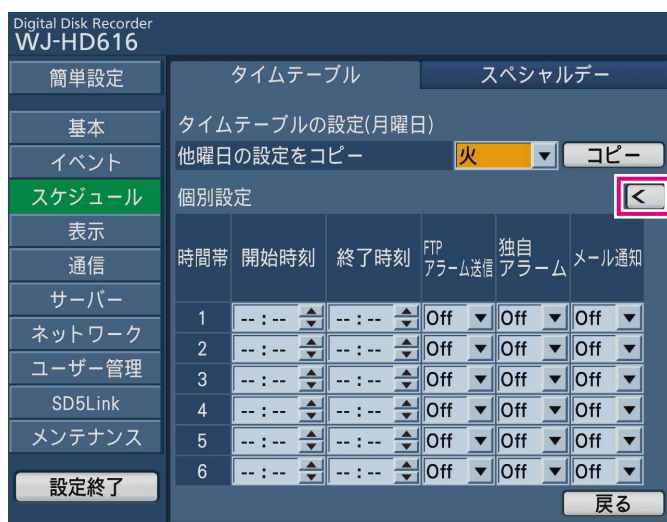 Digital Disk Recorder
WJ-HD616
簡単設定
基本
イベント
スケジュール
表示
通信
サーバー
ネットワーク
ユーザー管理
SD5Link
メンテナンス
設定終了
タイムテーブル スペシャルデー
タイムテーブルの設定(月曜日)
他曜日の設定をコピー 火 コピー
個別設定 <
時間帯 開始時刻 終了時刻 FTP アラーム送信 独自 アラーム メール通知
1 -- : -- -- : -- Off Off Off
2 -- : -- -- : -- Off Off Off
3 -- : -- -- : -- Off Off Off
4 -- : -- -- : -- Off Off Off
5 -- : -- -- : -- Off Off Off
6 -- : -- -- : -- Off Off Off
戻る